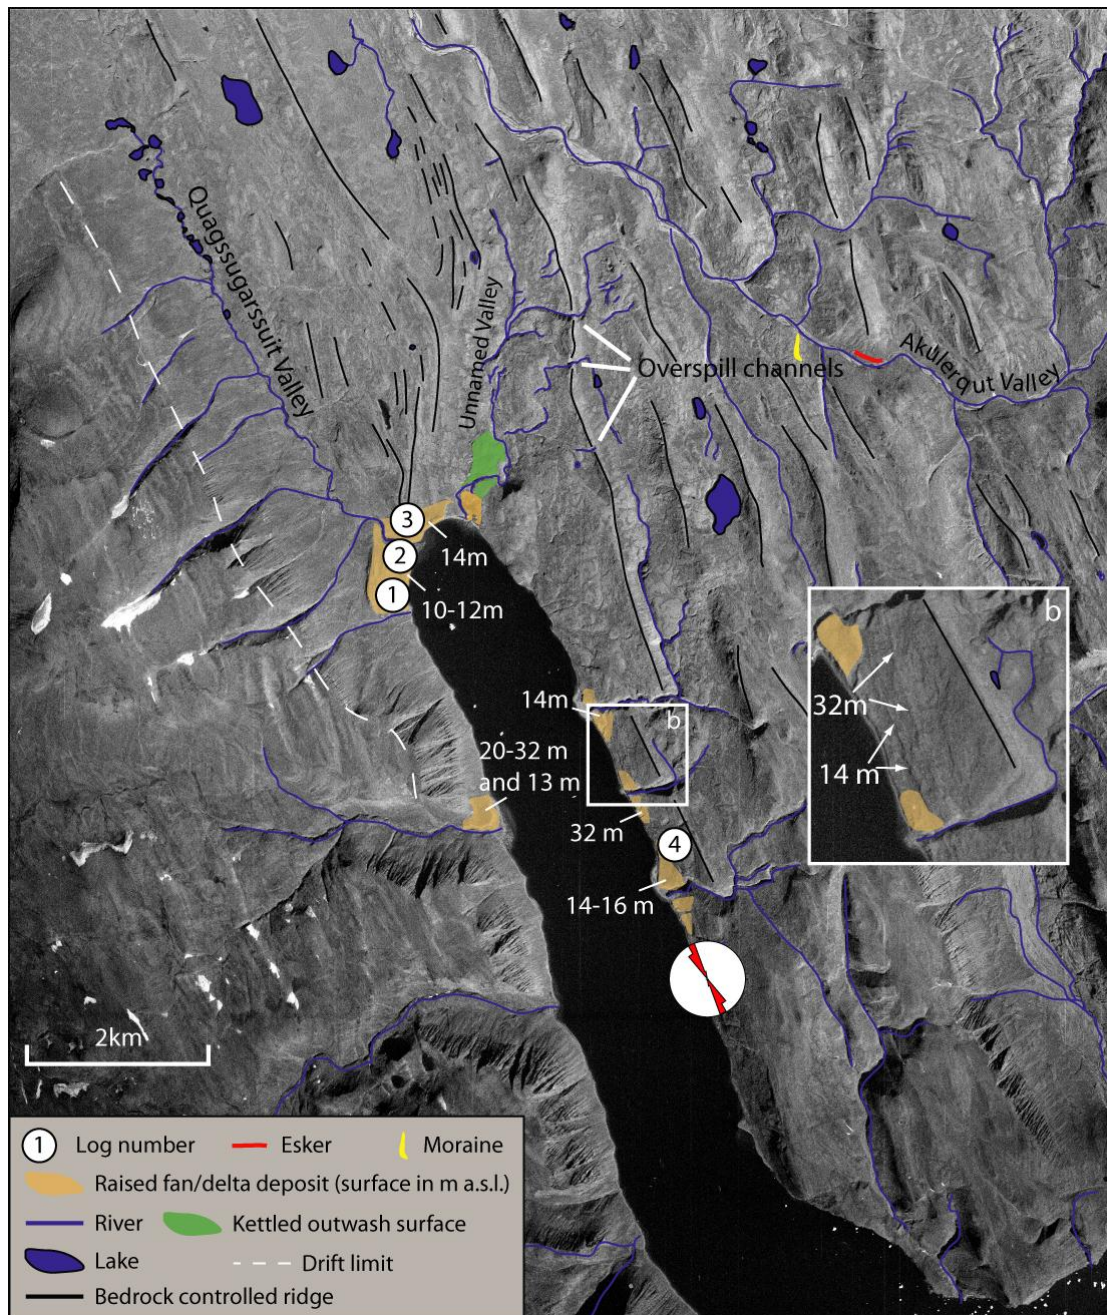 Quagssugarssuit Valley
Unnamed Valley
Overspill channels
Akulerqut Valley
3
2
1
14m
10-12m
14m
b
20-32 m
and 13 m
32 m
4
14-16 m
b
32m
14 m
2km
1 Log number
Esker
Moraine
Raised fan/delta deposit (surface in m a.s.l.)
River
Kettled outwash surface
Lake
Drift limit
Bedrock controlled ridge